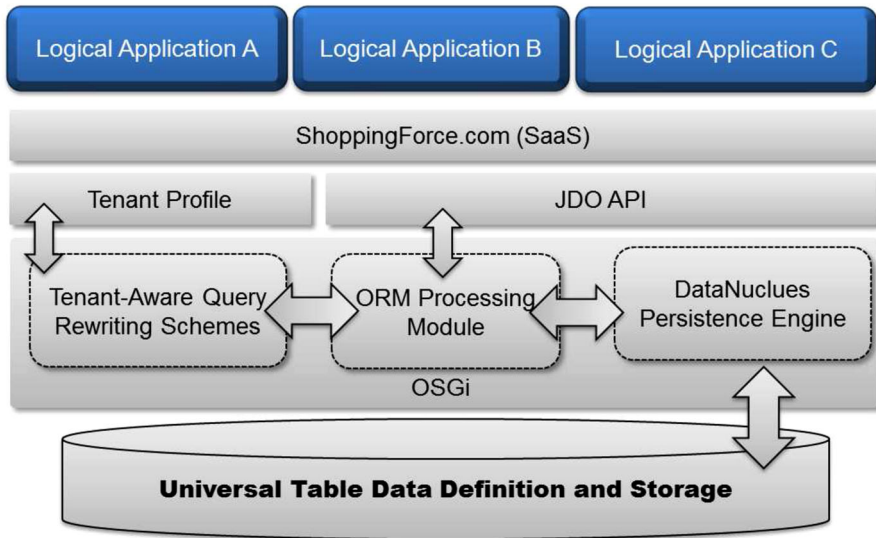 Logical Application A
Logical Application B
Logical Application C
ShoppingForce.com (SaaS)
Tenant Profile
JDO API
Tenant-Aware Query
Rewriting Schemes
ORM Processing
Module
DataNuclues
Persistence Engine
OSGi
Universal Table Data Definition and Storage